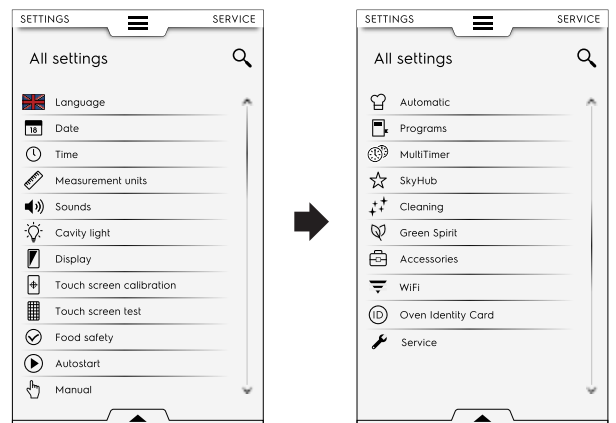 SETTINGS SERVICE
All settings
Language
18 Date
Time
Measurement units
Sounds
Cavity light
Display
Touch screen calibration
Touch screen test
Food safety
Autostart
Manual
SETTINGS SERVICE
All settings
Automatic
Programs
MultiTimer
SkyHub
Cleaning
Green Spirit
Accessories
WiFi
ID Oven Identity Card
Service